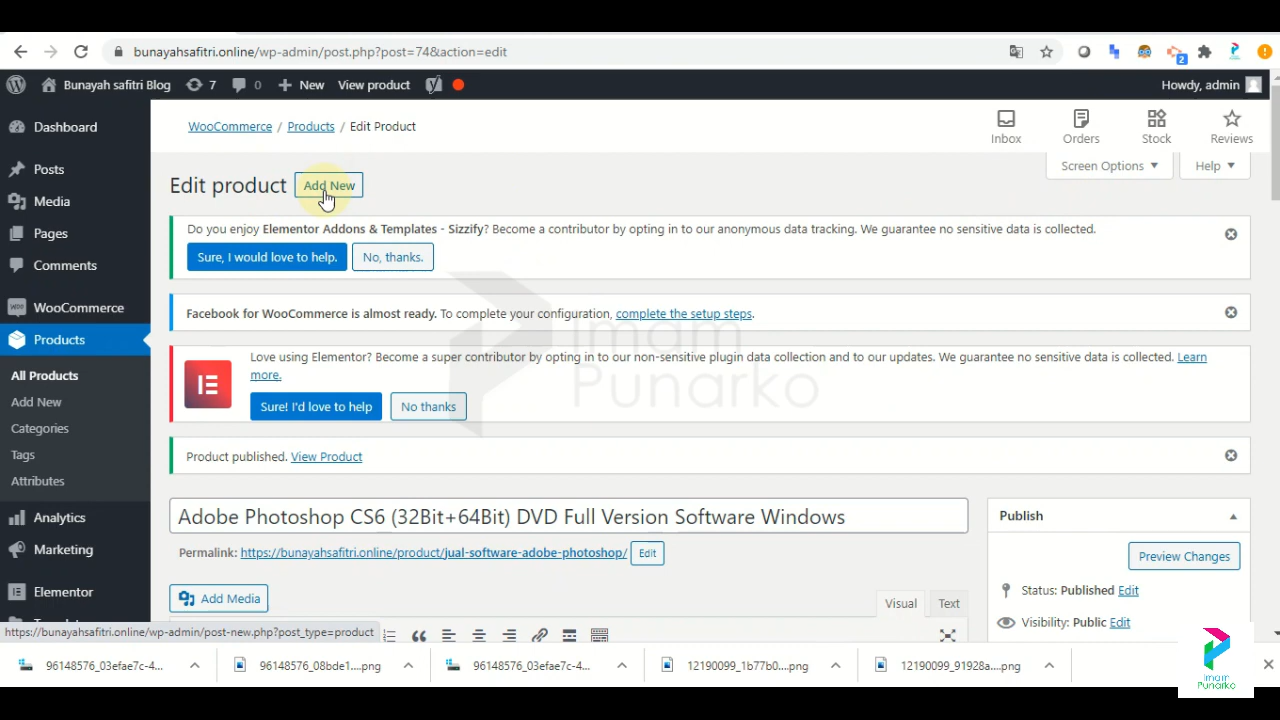 bunayahsafitri.online/wp-admin/post.php?post=74&action=edit
2
Bunayah safitri Blog 7 0 New View product Howdy, admin
Dashboard
Posts
Media
Pages
Comments
WooCommerce
Products
All Products
Add New
Categories
Tags
Attributes
Analytics
Marketing
Elementor
WooCommerce / Products / Edit Product
Inbox Orders Stock Reviews
Screen Options Help
Edit product Add New
Do you enjoy Elementor Addons & Templates - Sizzify? Become a contributor by opting in to our anonymous data tracking. We guarantee no sensitive data is collected.
Sure, I would love to help. No, thanks.
Facebook for WooCommerce is almost ready. To complete your configuration, complete the setup steps.
Imam
Punarko
Love using Elementor? Become a super contributor by opting in to our non-sensitive plugin data collection and to our updates. We guarantee no sensitive data is collected. Learn
more.
Sure! I'd love to help No thanks
Product published. View Product
Adobe Photoshop CS6 (32Bit+64Bit) DVD Full Version Software Windows
Permalink: https://bunayahsafitri.online/product/jual-software-adobe-photoshop/ Edit
Add Media
Visual Text
Publish
Preview Changes
Status: Published Edit
Visibility: Public Edit
https://bunayahsafitri.online/wp-admin/post-new.php?post_type=product
96148576_03efae7c-4... 96148576_08bde1....png 96148576_03efae7c-4... 12190099_1b77b0....png 12190099_91928a....png
Imam
Punarko